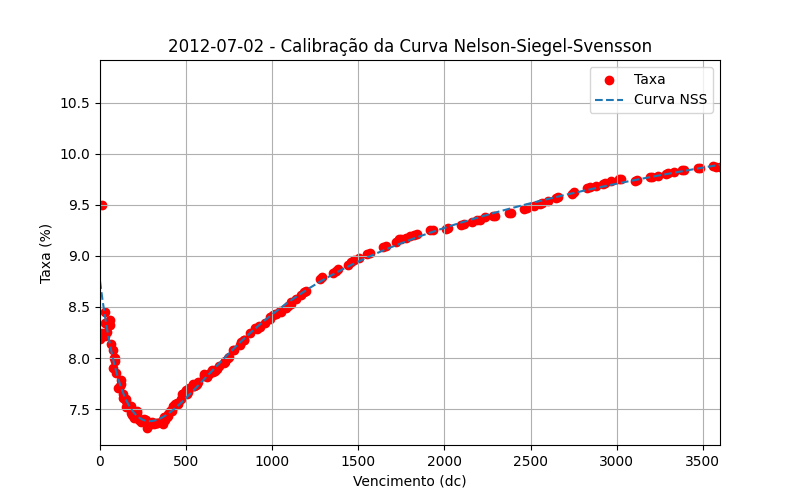 2012-07-02 - Calibração da Curva Nelson-Siegel-Svensson
Taxa
Curva NSS
Taxa (%)
10.5
10.0
9.5
9.0
8.5
8.0
7.5
0 500 1000 1500 2000 2500 3000 3500
Vencimento (dc)